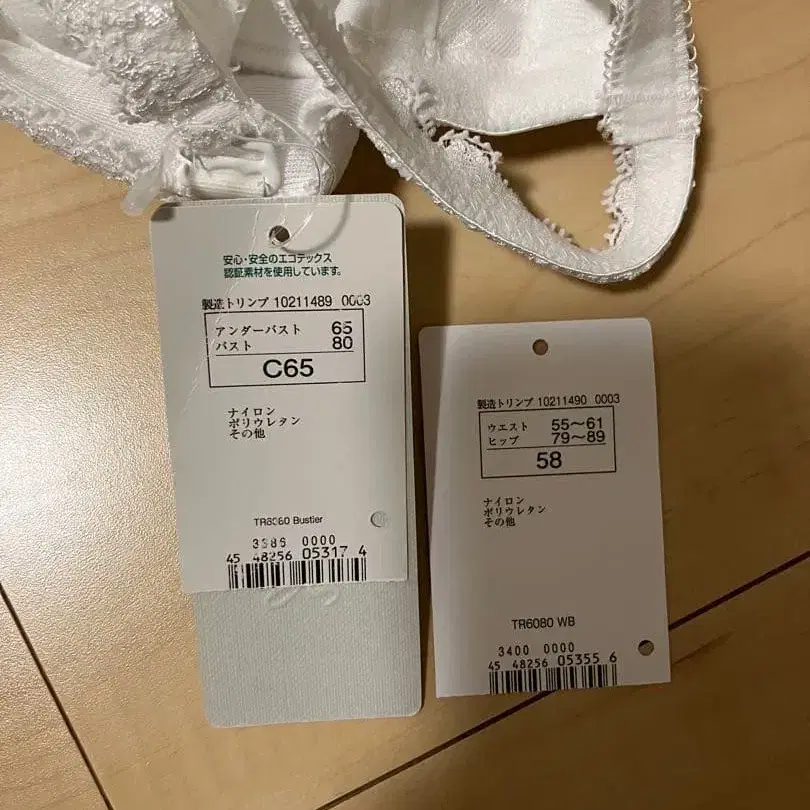 安心・安全のエコテックス
認証素材を使用しています。
製造トリンプ 10211489 0003
アンダーバスト 65
バスト 80
C65
ナイロン
ポリウレタン
その他
TR6080 Bustier
3386 0000
45 48256 05317 4
製造トリンプ 10211490 0003
ウエスト 55〜61
ヒップ 79〜89
58
ナイロン
ポリウレタン
その他
TR6080 WB
3400 0000
45 48256 05355 6